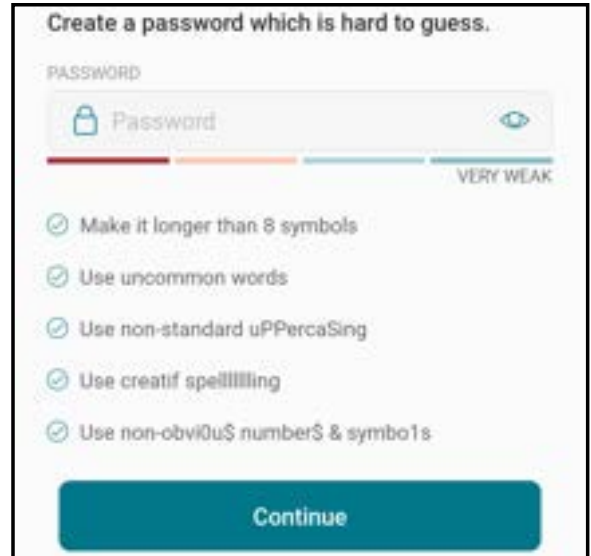 Create a password which is hard to guess.
PASSWORD
Password
VERY WEAK
Make it longer than 8 symbols
Use uncommon words
Use non-standard uPPercaSing
Use creatif spelllllllling
Use non-obvi0u$ number$ & symbo1s
Continue